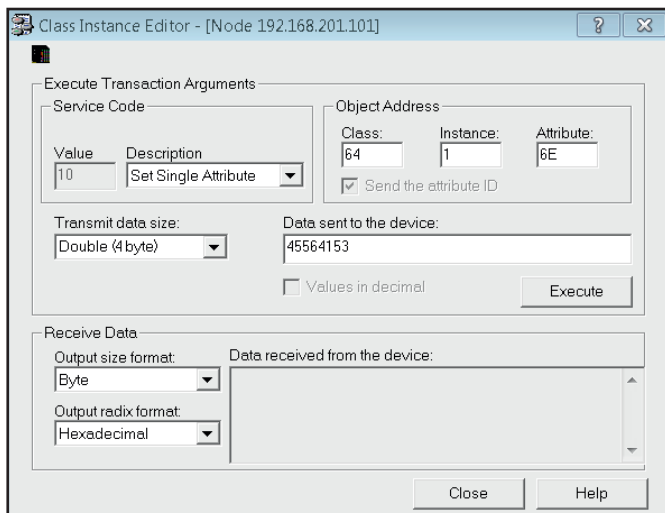 Class Instance Editor - [Node 192.168.201.101]
Execute Transaction Arguments
Service Code
Value Description
10 Set Single Attribute
Object Address
Class: Instance: Attribute:
64 1 6E
Send the attribute ID
Transmit data size:
Double (4 byte)
Data sent to the device:
45564153
Values in decimal
Execute
Receive Data
Output size format:
Byte
Output radix format:
Hexadecimal
Data received from the device:
Close Help